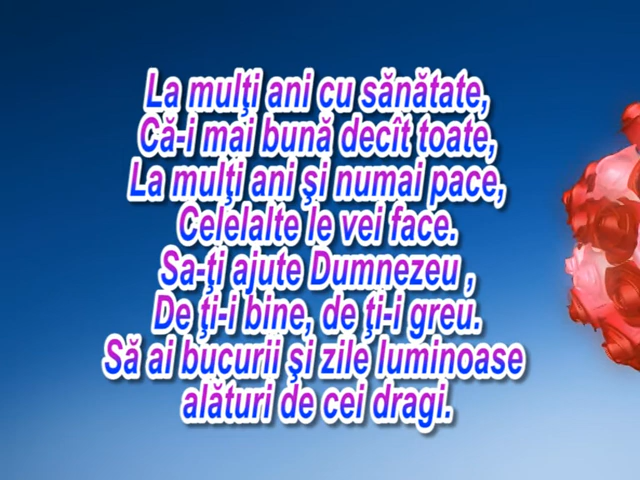 La mulţi ani cu sănătate,
Că-i mai bună decît toate,
La mulţi ani şi numai pace,
Celelalte le vei face.
Sa-ţi ajute Dumnezeu ,
De ţi-i bine, de ţi-i greu.
Să ai bucurii şi zile luminoase
alături de cei dragi.